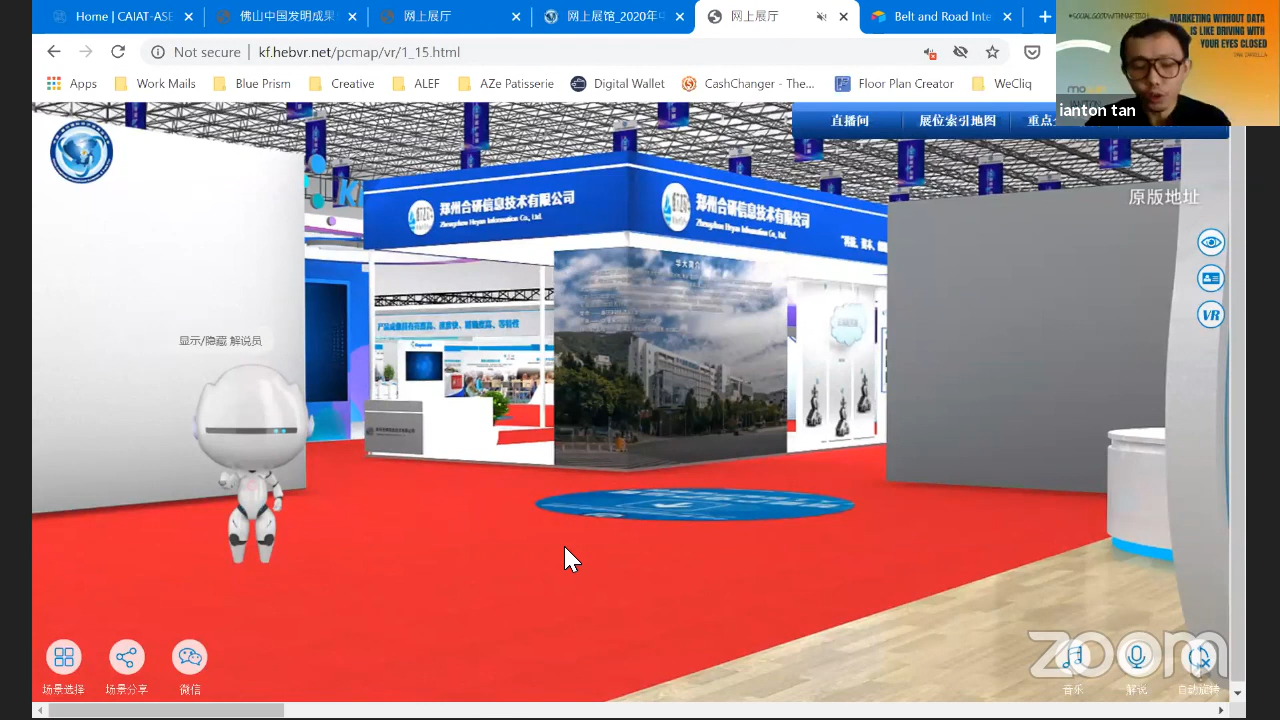 Home | CAIAT-ASE
佛山中国发明成果
网上展厅
网上展馆_2020年
网上展厅
Belt and Road Inte
Not secure | kf.hebvr.net/pcmap/vr/1_15.html
Apps
Work Mails
Blue Prism
Creative
ALEF
AZe Patisserie
Digital Wallet
CashChanger - The...
Floor Plan Creator
WeCliq
MARKETING WITHOUT DATA
IS LIKE DRIVING WITH
YOUR EYES CLOSED
ianton tan
直播间
展位索引地图
原版地址
郑州合研信息技术有限公司
Zhengzhou Heyan Information Co., Ltd.
郑州合研信息技术有限公司
Zhengzhou Heyan Information Co., Ltd.
VR
显示/隐藏 解说员
场景选择
场景分享
微信
zoom
音乐
解说
自动旋转